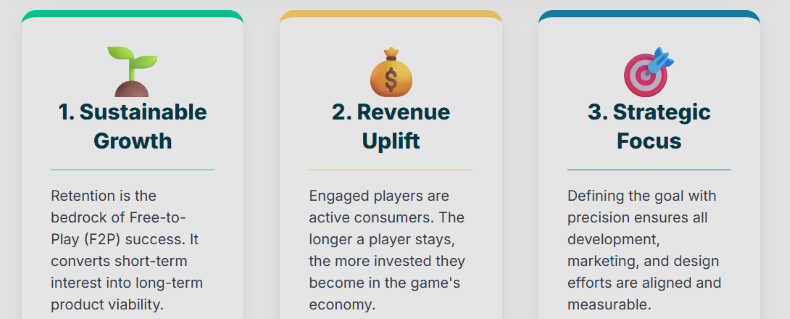 1. Sustainable
Growth
Retention is the
bedrock of Free-to-
Play (F2P) success. It
converts short-term
interest into long-term
product viability.
2. Revenue
Uplift
Engaged players are
active consumers. The
longer a player stays,
the more invested they
become in the game's
economy.
3. Strategic
Focus
Defining the goal with
precision ensures all
development,
marketing, and design
efforts are aligned and
measurable.